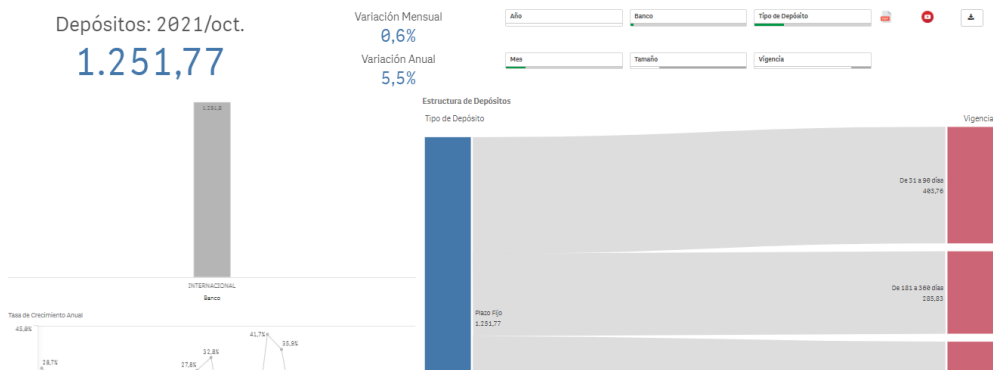 Depósitos: 2021/oct.
1.251,77
Variación Mensual
0,6%
Variación Anual
5,5%
Año
Banco
Tipo de Depósito
Mes
Tamaño
Vigencia
INTERNACIONAL
Banco
Tasa de Crecimiento Anual
45,0%
28,7%
27,8%
32,8%
41,7%
35,5%
Estructura de Depósitos
Tipo de Depósito
Vigencia
De 31 a 90 días
403,76
De 181 a 360 días
285,83
Plazo Fijo
1.251,77